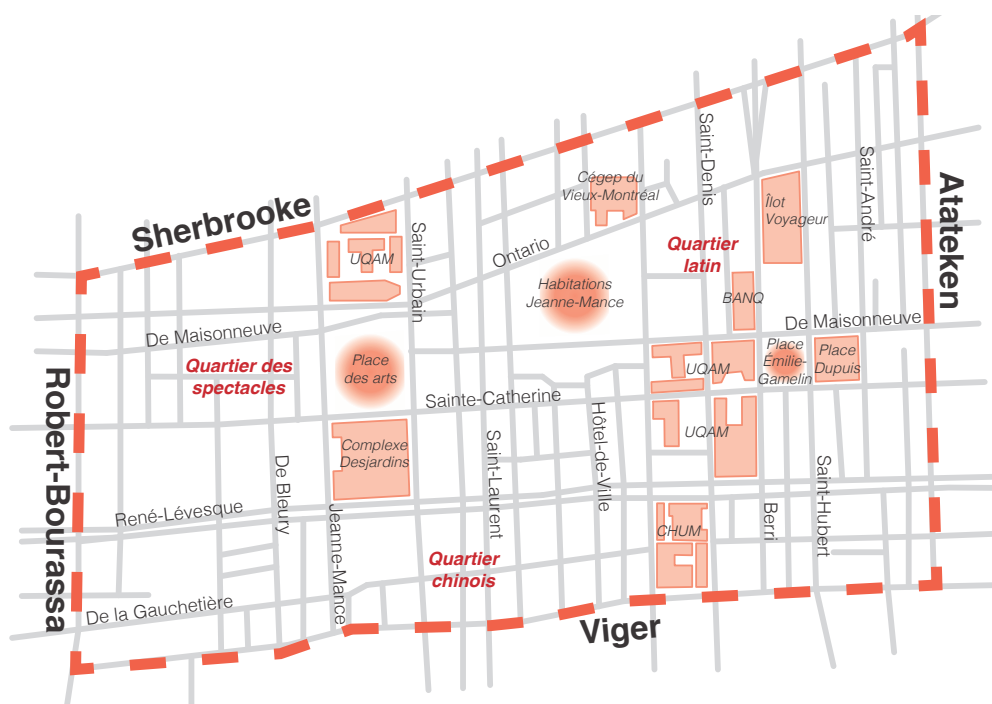 Sherbrooke
Saint-Denis
Saint-André
Atateken
Cégep du
Vieux-Montréal
Îlot
Voyageur
UQAM
Saint-Urbain
Ontario
Quartier
latin
Habitations
Jeanne-Mance
BANQ
De Maisonneuve
De Maisonneuve
Quartier des
spectacles
Place
des arts
UQAM
Place
Émilie-
Gamelin
Place
Dupuis
Robert-Bourassa
Sainte-Catherine
Hôtel-de-Ville
UQAM
Complexe
Desjardins
Saint-Laurent
De Bleury
Saint-Hubert
René-Lévesque
Jeanne-Mance
Berri
CHUM
Quartier
chinois
De la Gauchetière
Viger